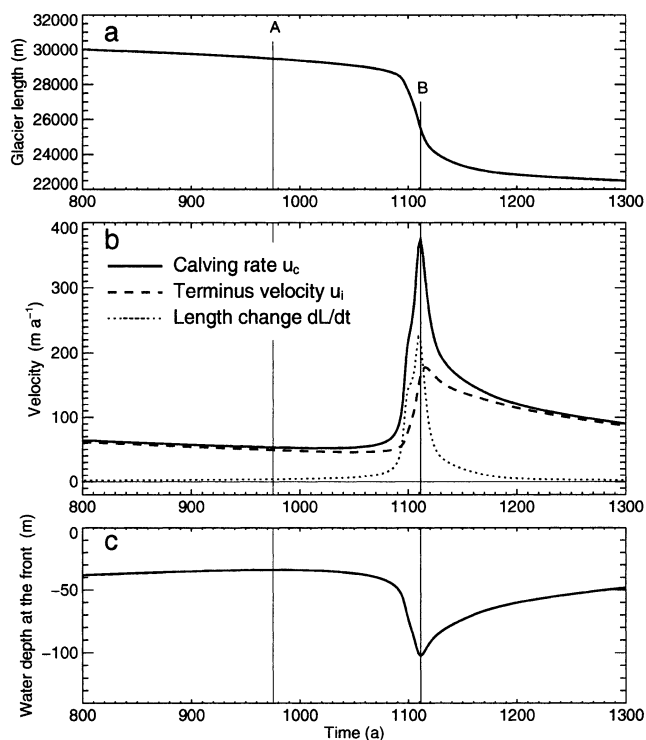 a
A
B
Glacier length (m)
32000
30000
28000
26000
24000
22000
800 900 1000 1100 1200 1300
b
Calving rate uc
Terminus velocity ui
Length change dL/dt
Velocity (m a⁻¹)
400
300
200
100
0
800 900 1000 1100 1200 1300
c
Water depth at the front (m)
0
−50
−100
800 900 1000 1100 1200 1300
Time (a)